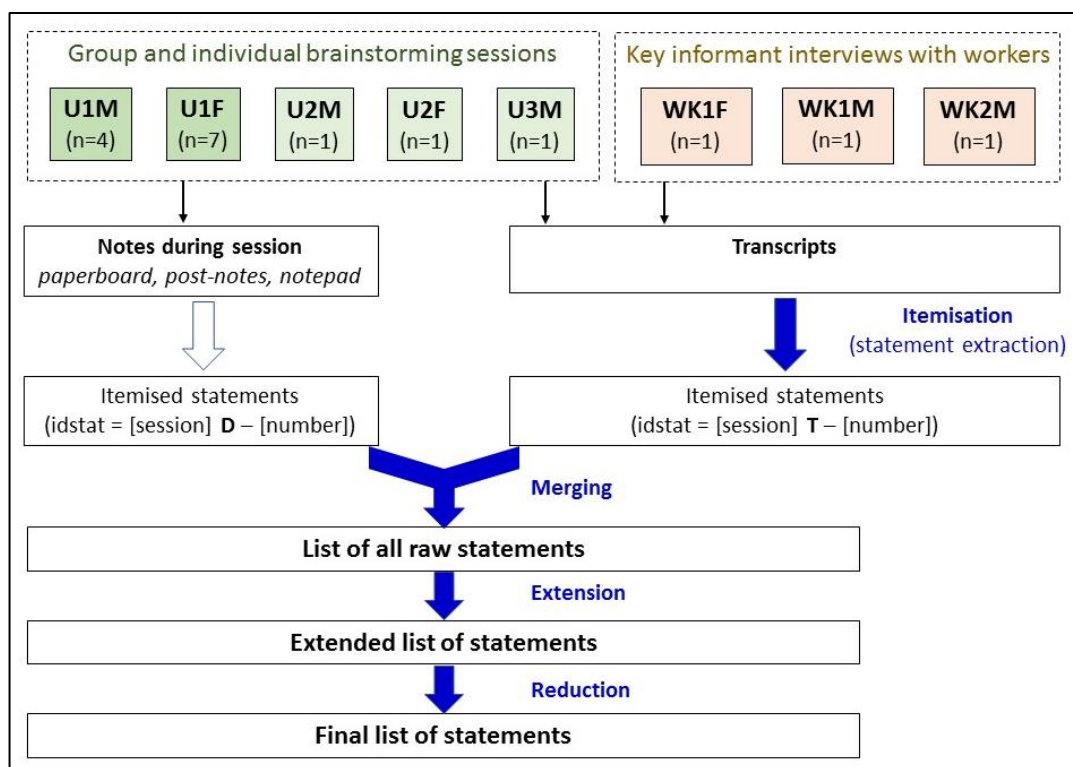 Group and individual brainstorming sessions
Key informant interviews with workers
U1M
(n=4)
U1F
(n=7)
U2M
(n=1)
U2F
(n=1)
U3M
(n=1)
WK1F
(n=1)
WK1M
(n=1)
WK2M
(n=1)
Notes during session
paperboard, post-notes, notepad
Transcripts
Itemisation
(statement extraction)
Itemised statements
(idstat = [session] D – [number])
Itemised statements
(idstat = [session] T – [number])
Merging
List of all raw statements
Extension
Extended list of statements
Reduction
Final list of statements